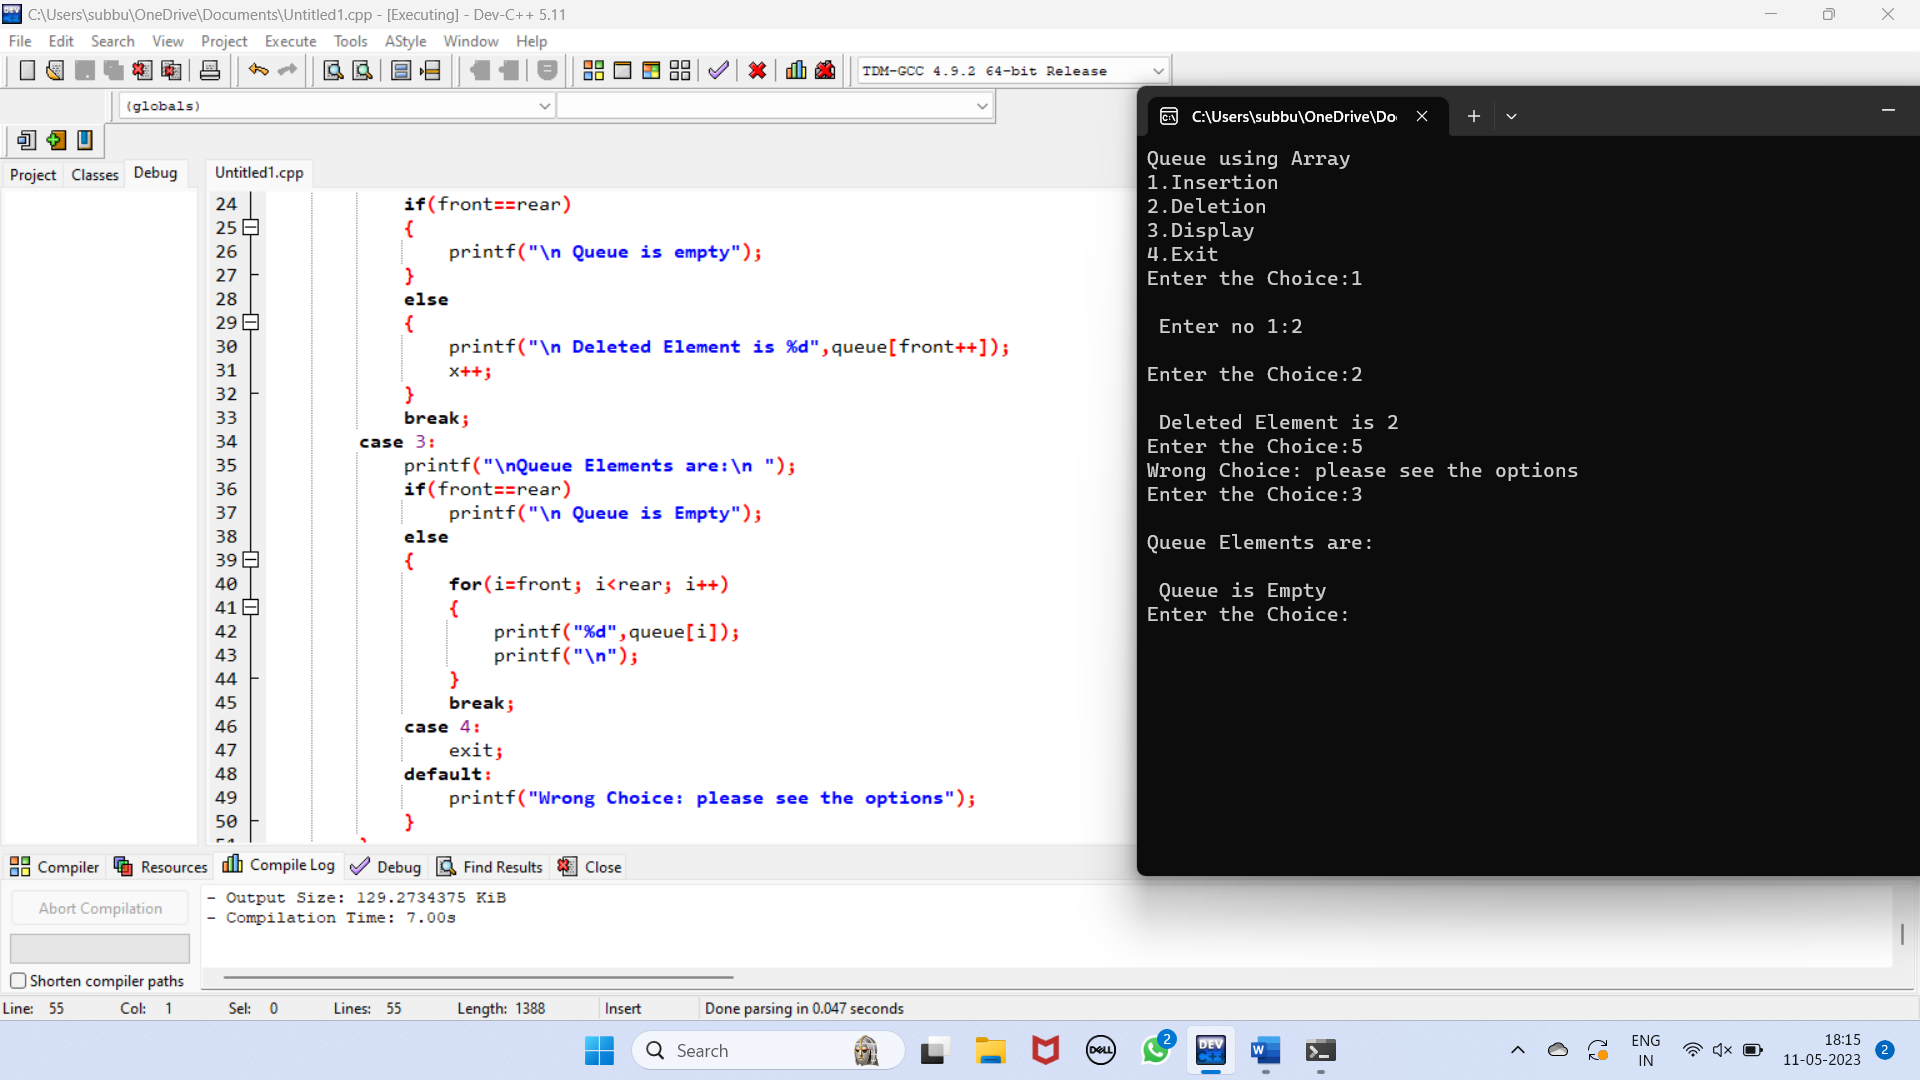 C:\Users\subbu\OneDrive\Documents\Untitled1.cpp - [Executing] - Dev-C++ 5.11
File Edit Search View Project Execute Tools AStyle Window Help
TDM-GCC 4.9.2 64-bit Release
(globals)
Project Classes Debug
Untitled1.cpp
24 if(front==rear)
25 {
26 printf("\n Queue is empty");
27 }
28 else
29 {
30 printf("\n Deleted Element is %d",queue[front++]);
31 x++;
32 }
33 break;
34 case 3:
35 printf("\nQueue Elements are:\n ");
36 if(front==rear)
37 printf("\n Queue is Empty");
38 else
39 {
40 for(i=front; i<rear; i++)
41 {
42 printf("%d",queue[i]);
43 printf("\n");
44 }
45 break;
46 case 4:
47 exit;
48 default:
49 printf("Wrong Choice: please see the options");
50 }
C:\Users\subbu\OneDrive\Do
Queue using Array
1.Insertion
2.Deletion
3.Display
4.Exit
Enter the Choice:1
Enter no 1:2
Enter the Choice:2
Deleted Element is 2
Enter the Choice:5
Wrong Choice: please see the options
Enter the Choice:3
Queue Elements are:
Queue is Empty
Enter the Choice:
Compiler Resources Compile Log Debug Find Results Close
Abort Compilation
Shorten compiler paths
- Output Size: 129.2734375 KiB
- Compilation Time: 7.00s
Line: 55 Col: 1 Sel: 0 Lines: 55 Length: 1388 Insert Done parsing in 0.047 seconds
Search
DELL
2
DEV
C++
W
ENG
IN
18:15
11-05-2023
2